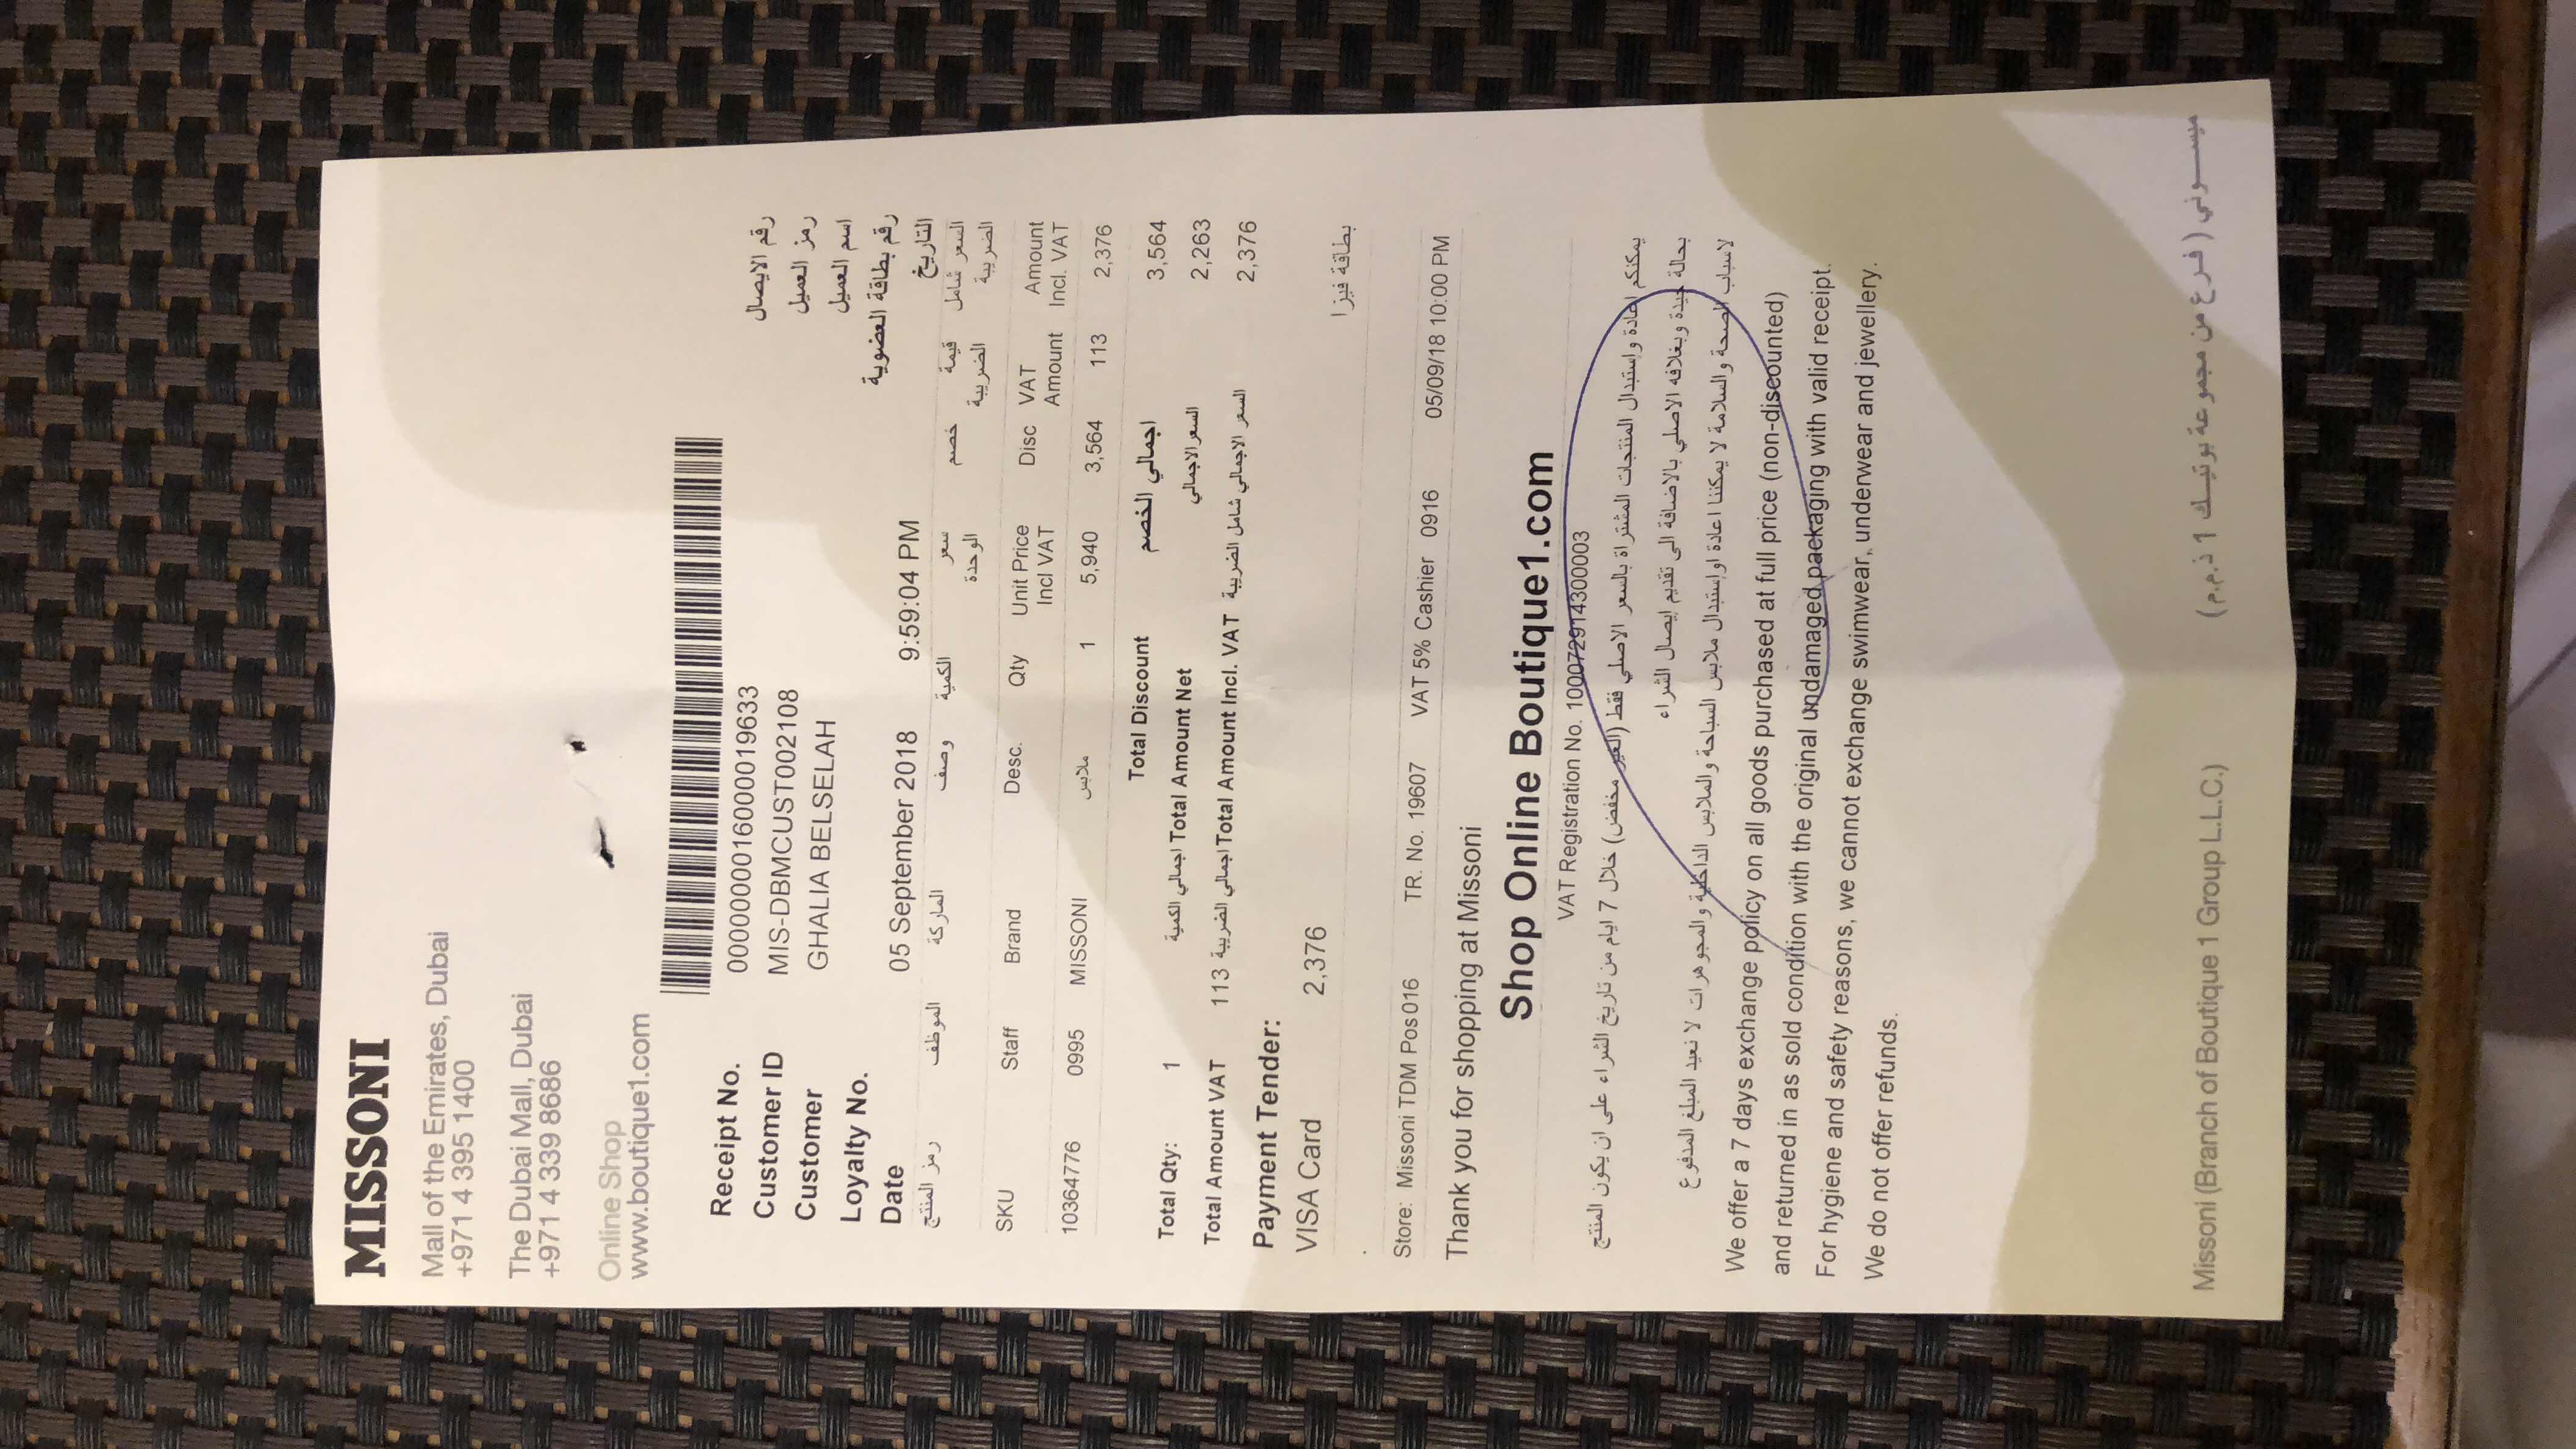 MISSONI
Mall of the Emirates, Dubai
+971 4 395 1400
The Dubai Mall, Dubai
+971 4 339 8686
Online Shop
www.boutique1.com
Receipt No. 0000000016000019633 رقم الايصال
Customer ID MIS-DBMCUST002108 رمز العميل
Customer GHALIA BELSELAH اسم العميل
Loyalty No. رقم بطاقة العضوية
Date 05 September 2018 9:59:04 PM التاريخ
رمز المنتج الموظف الماركة وصف الكمية سعر الوحدة خصم قيمة الضريبة السعر شامل الضريبة
SKU Staff Brand Desc. Qty Unit Price Incl VAT Disc VAT Amount Amount Incl. VAT
10364776 0995 MISSONI ملابس 1 5,940 3,564 113 2,376
Total Discount اجمالي الخصم 3,564
Total Qty: 1 اجمالي الكمية Total Amount Net السعر الاجمالي 2,263
Total Amount VAT 113 اجمالي الضريبة Total Amount Incl. VAT السعر الاجمالي شامل الضريبة 2,376
Payment Tender:
VISA Card 2,376 بطاقة فيزا
.
Store: Missoni TDM Pos016 TR. No. 19607 VAT 5% Cashier 0916 05/09/18 10:00 PM
Thank you for shopping at Missoni
Shop Online Boutique1.com
VAT Registration No. 100072914300003
يمكنكم اعادة وإستبدال المنتجات المشتراة بالسعر الاصلي فقط (الغير مخفض) خلال 7 ايام من تاريخ الشراء على ان يكون المنتج
بحالة جيدة وبغلافه الاصلي بالاضافة الى تقديم إيصال الشراء
لاسباب الصحة والسلامة لا يمكننا اعادة اوإستبدال ملابس السباحة والملابس الداخلية والمجوهرات لا نعيد المبلغ المدفوع
We offer a 7 days exchange policy on all goods purchased at full price (non-discounted)
and returned in as sold condition with the original undamaged packaging with valid receipt.
For hygiene and safety reasons, we cannot exchange swimwear, underwear and jewellery.
We do not offer refunds.
Missoni (Branch of Boutique 1 Group L.L.C.) ميسوني ( فرع من مجموعة بوتيك 1 ذ.م.م)